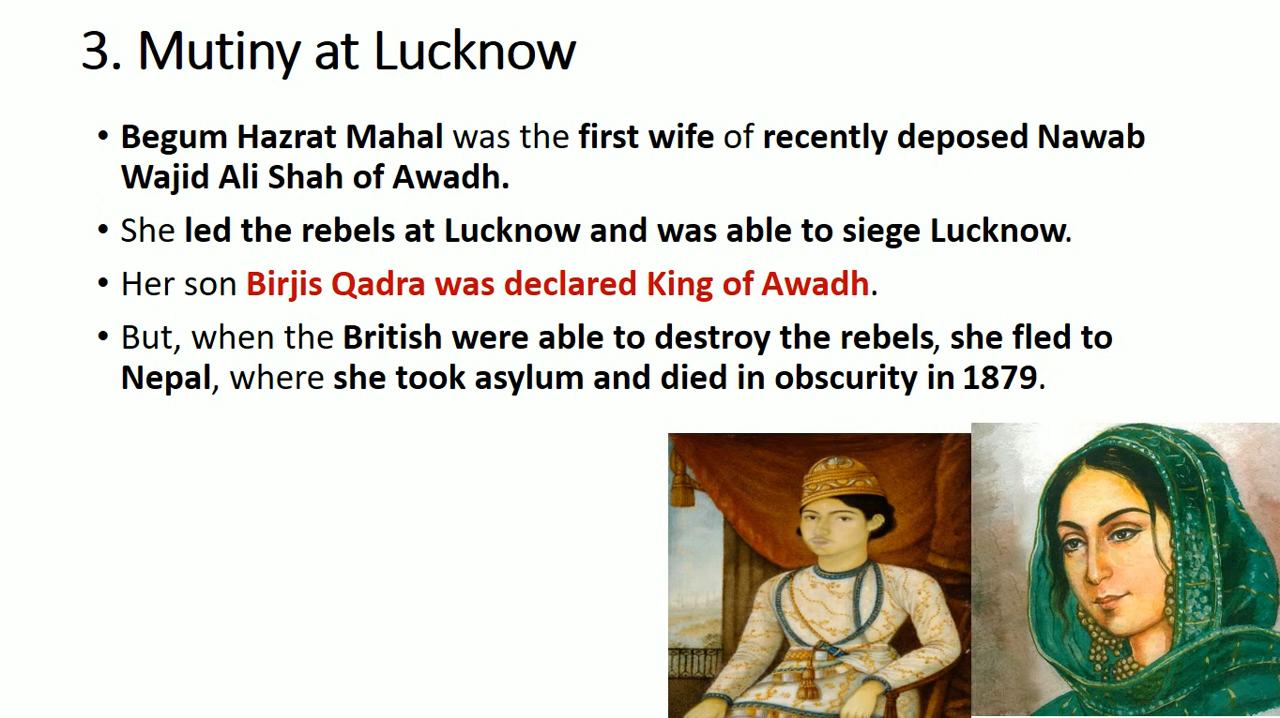 3. Mutiny at Lucknow
• Begum Hazrat Mahal was the first wife of recently deposed Nawab
Wajid Ali Shah of Awadh.
• She led the rebels at Lucknow and was able to siege Lucknow.
• Her son Birjis Qadra was declared King of Awadh.
• But, when the British were able to destroy the rebels, she fled to
Nepal, where she took asylum and died in obscurity in 1879.